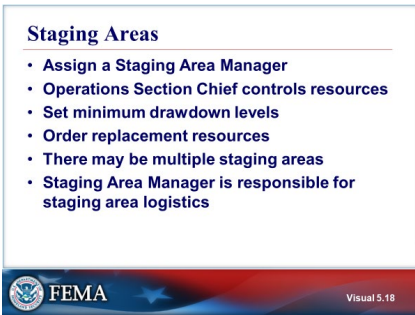 Staging Areas
• Assign a Staging Area Manager
• Operations Section Chief controls resources
• Set minimum drawdown levels
• Order replacement resources
• There may be multiple staging areas
• Staging Area Manager is responsible for
staging area logistics
FEMA
Visual 5.18